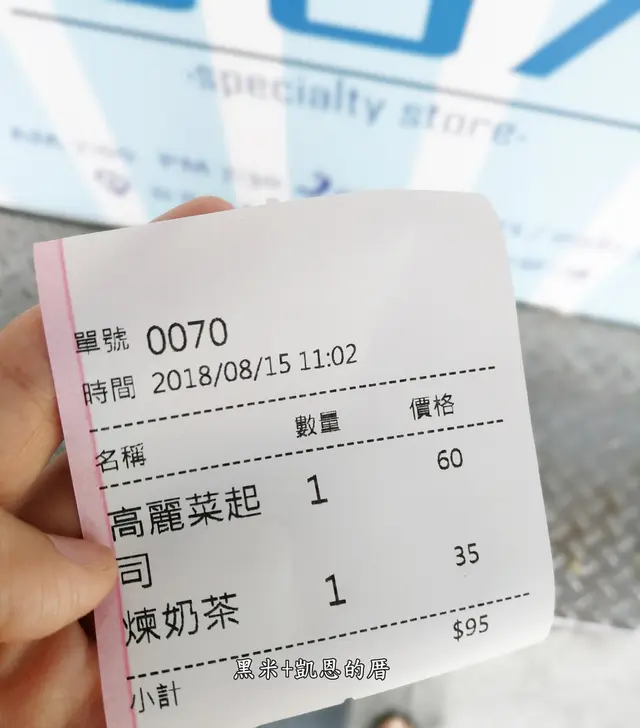 -specialty store-
單號 0070
時間 2018/08/15 11:02
名稱 數量 價格
高麗菜起 1 60
司
煉奶茶 1 35
小計 $95
黑米+凱恩的厝